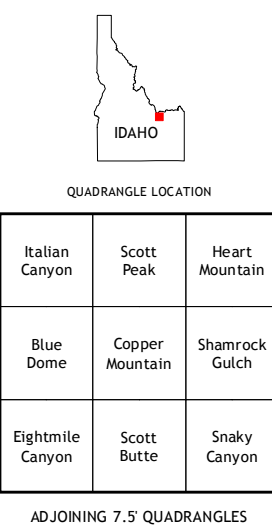 IDAHO
QUADRANGLE LOCATION
Italian Scott Heart
Canyon Peak Mountain
Blue Copper Shamrock
Dome Mountain Gulch
Eightmile Scott Snaky
Canyon Butte Canyon
ADJOINING 7.5' QUADRANGLES